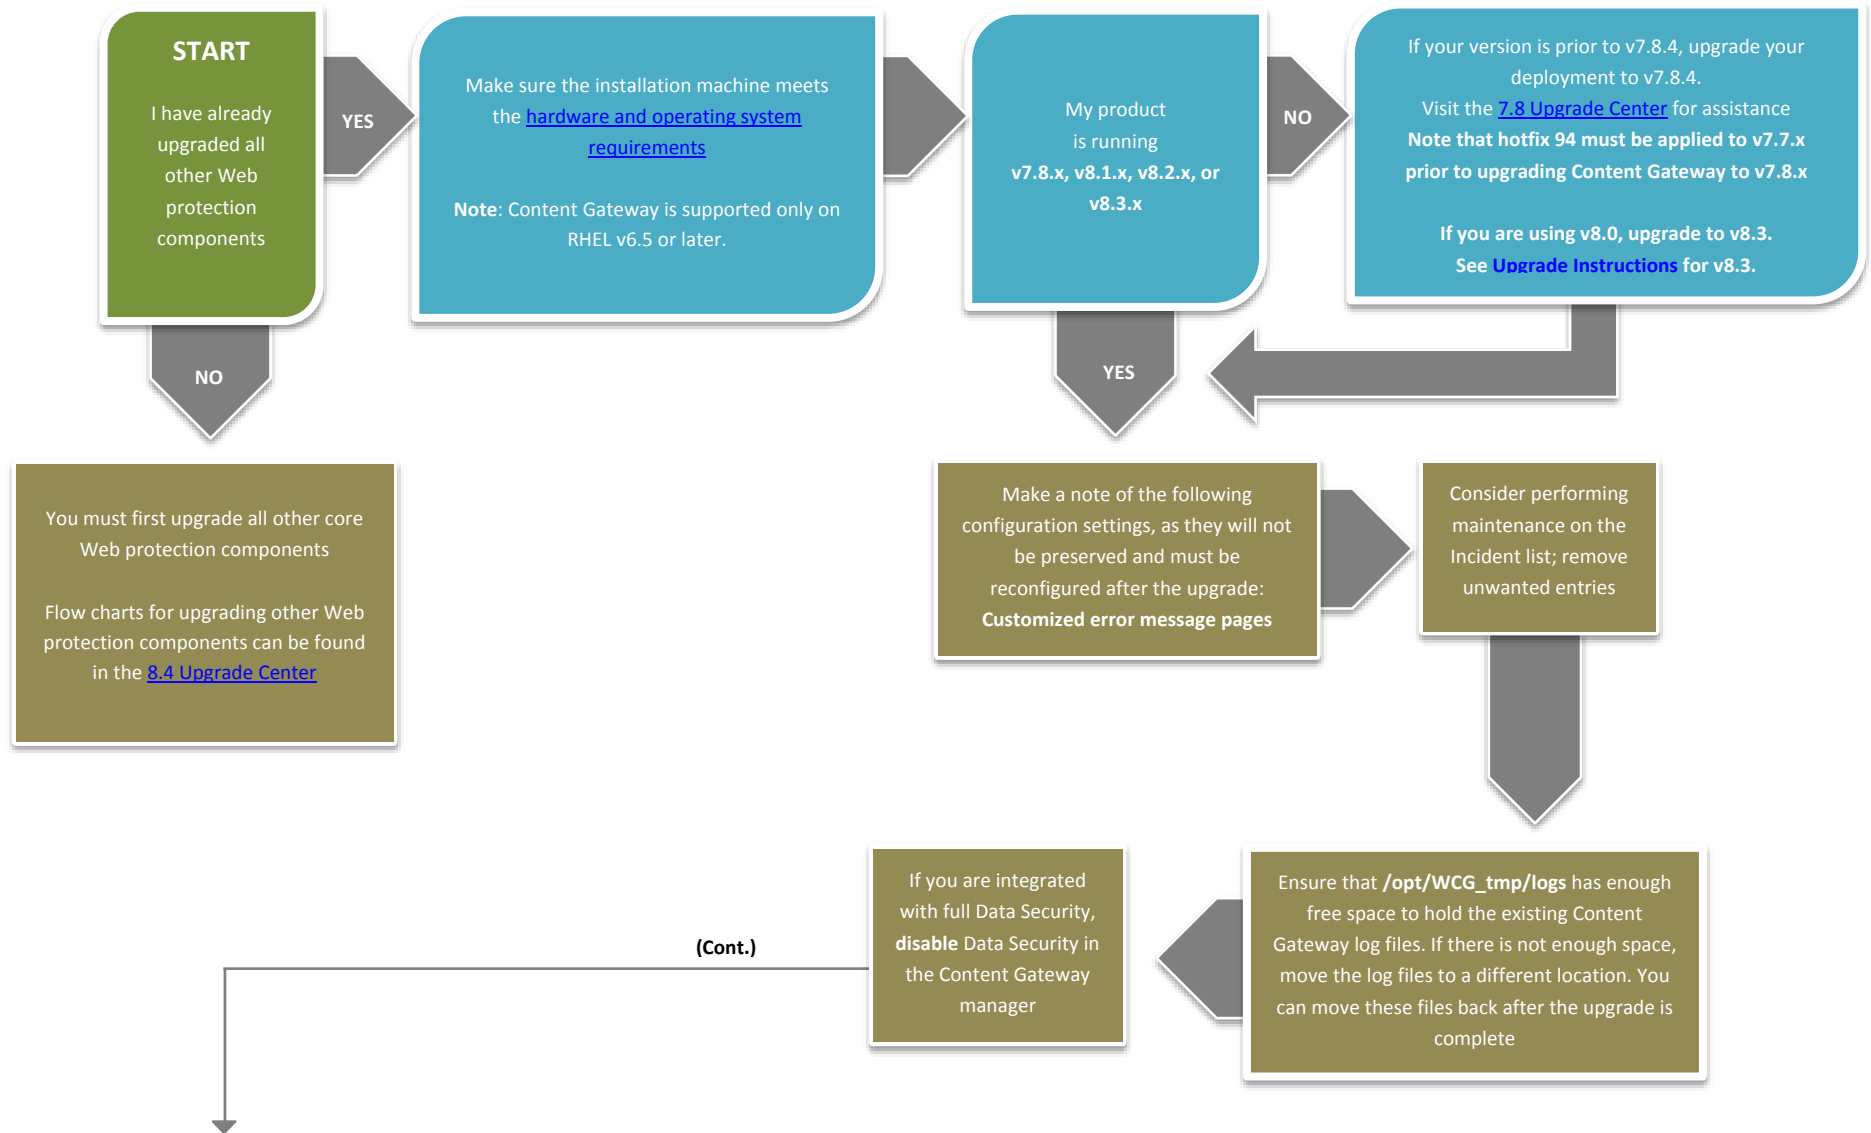 START
I have already
upgraded all
other Web
protection
components
YES
Make sure the installation machine meets
the hardware and operating system
requirements
Note: Content Gateway is supported only on
RHEL v6.5 or later.
My product
is running
v7.8.x, v8.1.x, v8.2.x, or
v8.3.x
NO
If your version is prior to v7.8.4, upgrade your
deployment to v7.8.4.
Visit the 7.8 Upgrade Center for assistance
Note that hotfix 94 must be applied to v7.7.x
prior to upgrading Content Gateway to v7.8.x
If you are using v8.0, upgrade to v8.3.
See Upgrade Instructions for v8.3.
NO
YES
You must first upgrade all other core
Web protection components
Flow charts for upgrading other Web
protection components can be found
in the 8.4 Upgrade Center
Make a note of the following
configuration settings, as they will not
be preserved and must be
reconfigured after the upgrade:
Customized error message pages
Consider performing
maintenance on the
Incident list; remove
unwanted entries
Ensure that /opt/WCG_tmp/logs has enough
free space to hold the existing Content
Gateway log files. If there is not enough space,
move the log files to a different location. You
can move these files back after the upgrade is
complete
If you are integrated
with full Data Security,
disable Data Security in
the Content Gateway
manager
(Cont.)